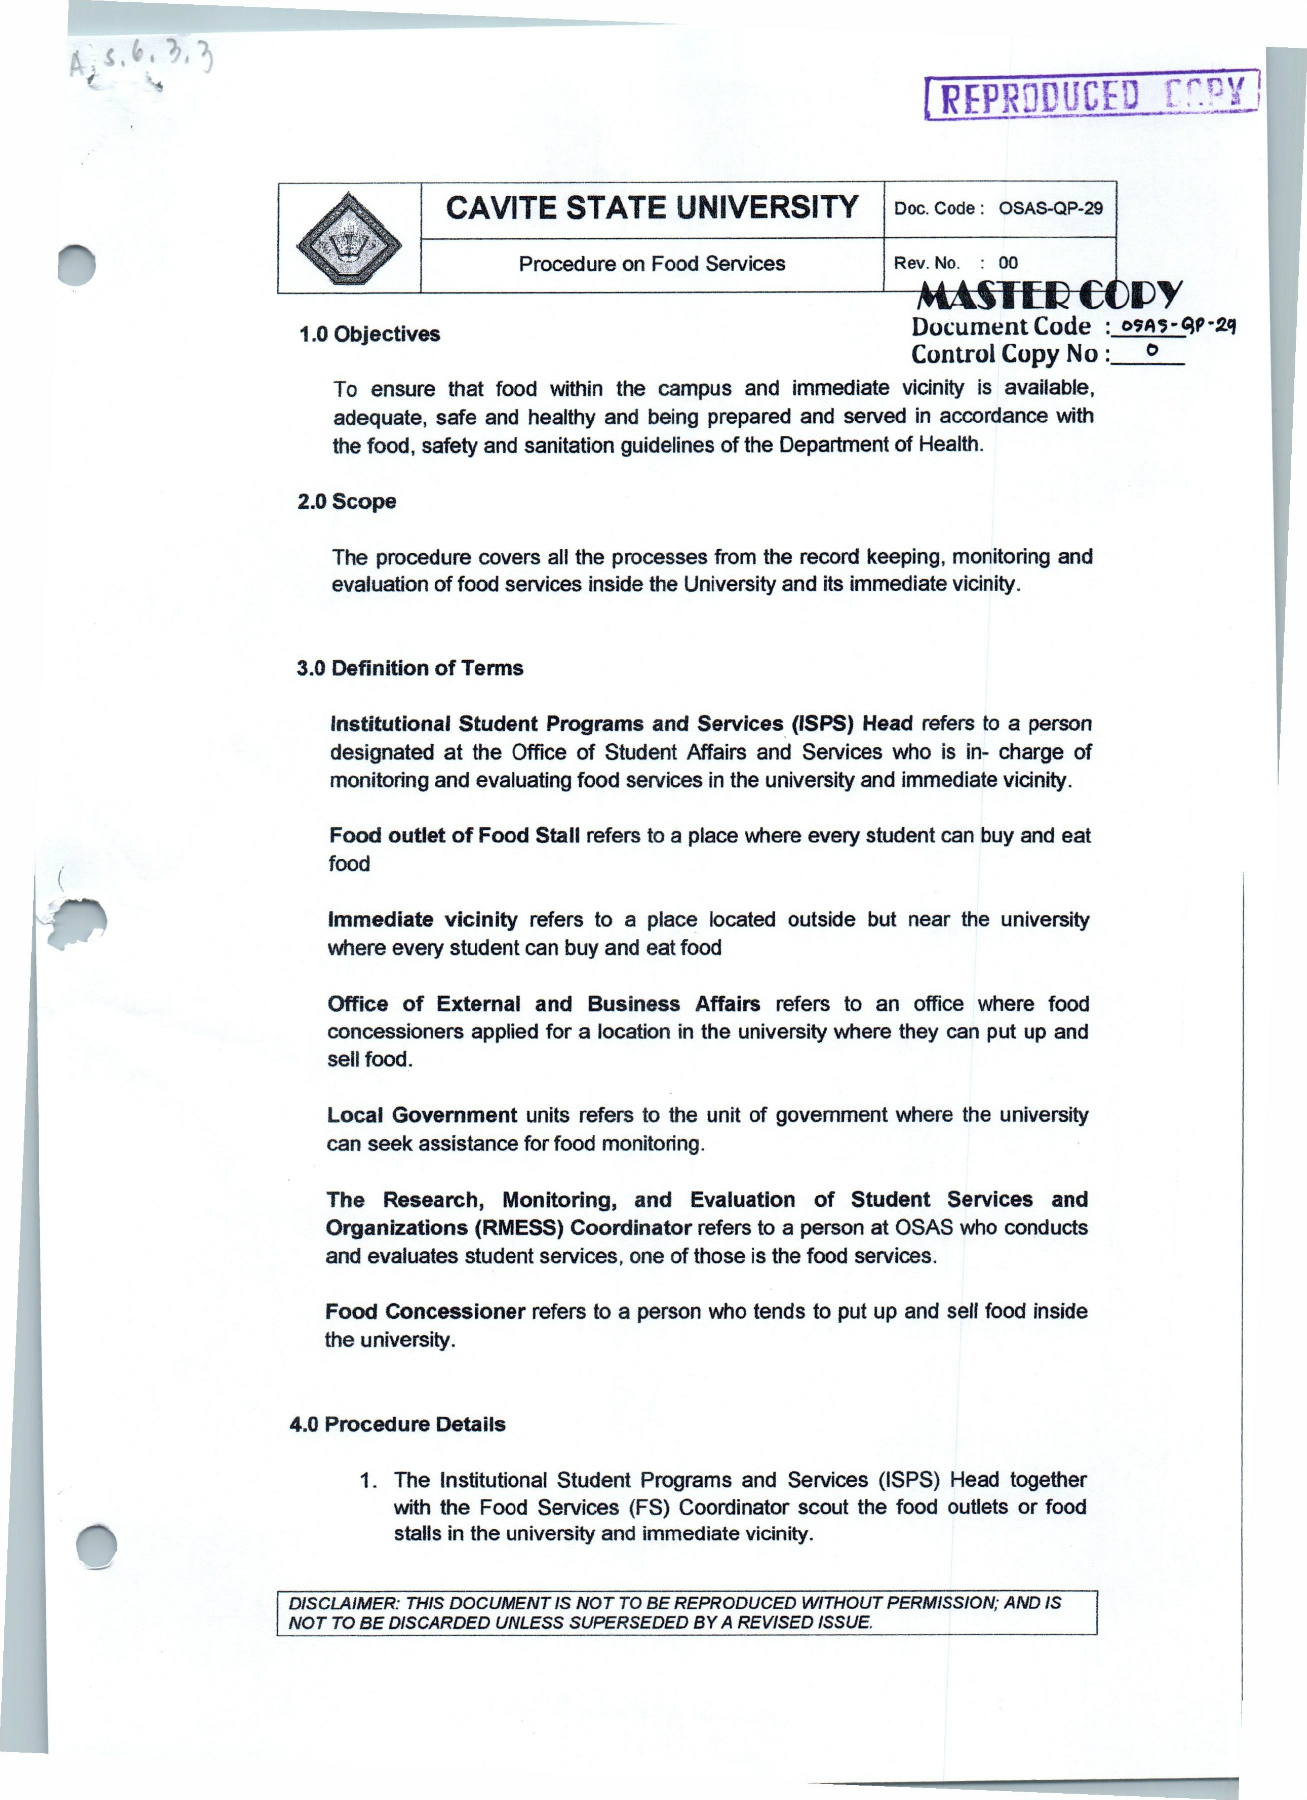 A. S. 6. 3. 3
REPRODUCED COPY
CAVITE STATE UNIVERSITY
Doc. Code : OSAS-QP-29
Procedure on Food Services
Rev. No. : 00
MASTER COPY
Document Code : OSAS-QP-29
Control Copy No : 0
1.0 Objectives
To ensure that food within the campus and immediate vicinity is available,
adequate, safe and healthy and being prepared and served in accordance with
the food, safety and sanitation guidelines of the Department of Health.
2.0 Scope
The procedure covers all the processes from the record keeping, monitoring and
evaluation of food services inside the University and its immediate vicinity.
3.0 Definition of Terms
Institutional Student Programs and Services (ISPS) Head refers to a person
designated at the Office of Student Affairs and Services who is in- charge of
monitoring and evaluating food services in the university and immediate vicinity.
Food outlet of Food Stall refers to a place where every student can buy and eat
food
Immediate vicinity refers to a place located outside but near the university
where every student can buy and eat food
Office of External and Business Affairs refers to an office where food
concessioners applied for a location in the university where they can put up and
sell food.
Local Government units refers to the unit of government where the university
can seek assistance for food monitoring.
The Research, Monitoring, and Evaluation of Student Services and
Organizations (RMESS) Coordinator refers to a person at OSAS who conducts
and evaluates student services, one of those is the food services.
Food Concessioner refers to a person who tends to put up and sell food inside
the university.
4.0 Procedure Details
1. The Institutional Student Programs and Services (ISPS) Head together
with the Food Services (FS) Coordinator scout the food outlets or food
stalls in the university and immediate vicinity.
DISCLAIMER: THIS DOCUMENT IS NOT TO BE REPRODUCED WITHOUT PERMISSION; AND IS
NOT TO BE DISCARDED UNLESS SUPERSEDED BY A REVISED ISSUE.